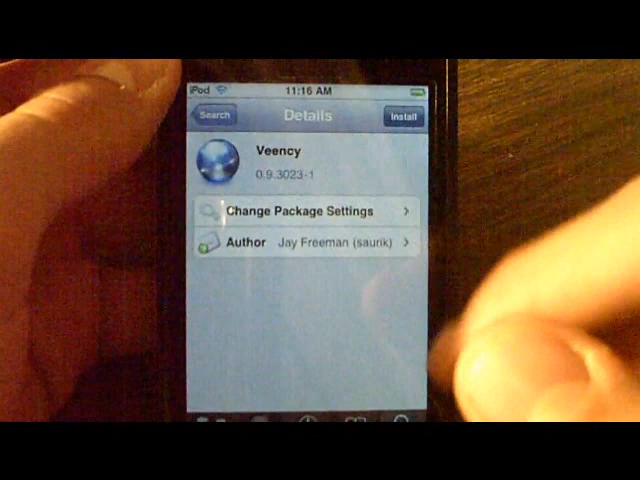 iPod 11:16 AM
Search Details Install
Veency
0.9.3023-1
Change Package Settings
Author Jay Freeman (saurik)